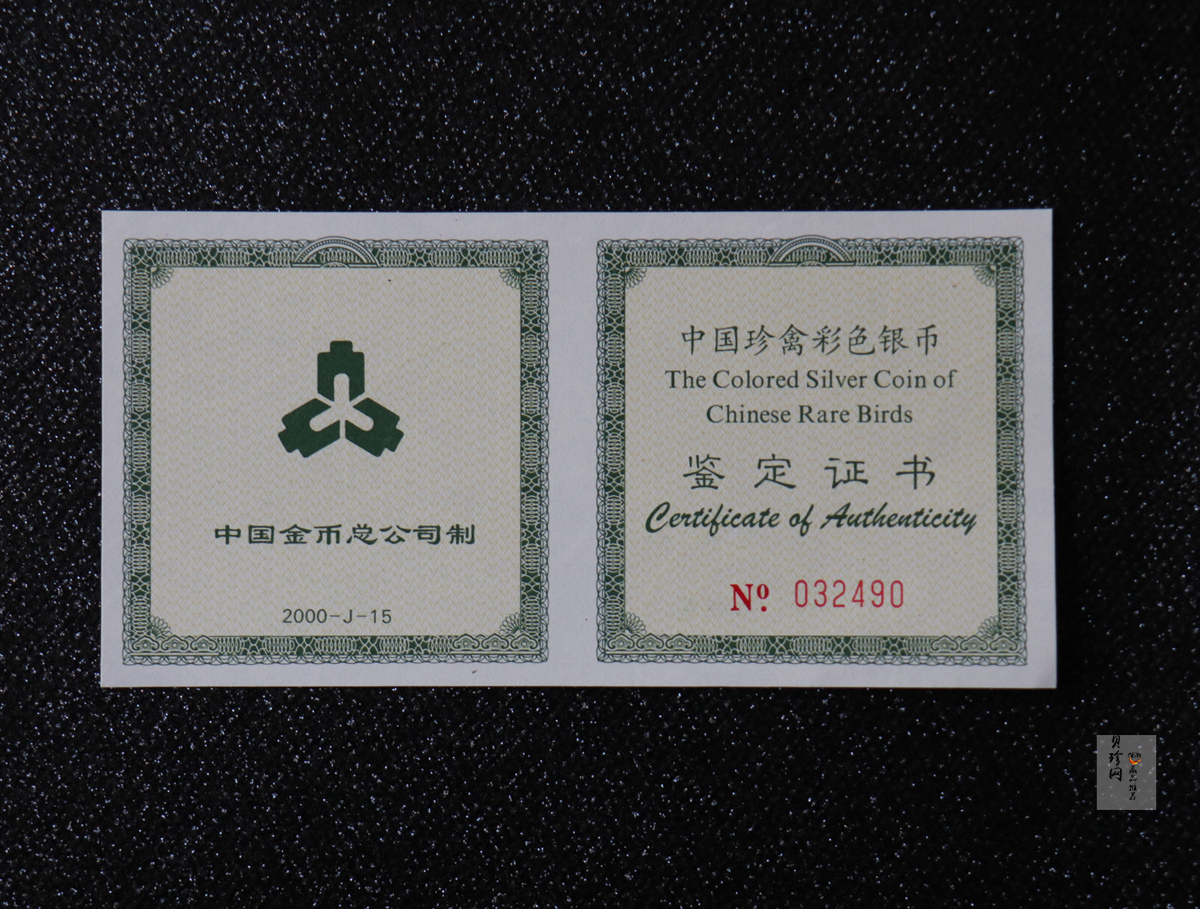 中国金币总公司制
2000-J-15
中国珍禽彩色银币
The Colored Silver Coin of
Chinese Rare Birds
鉴定证书
Certificate of Authenticity
Nº. 032490
贝珍网